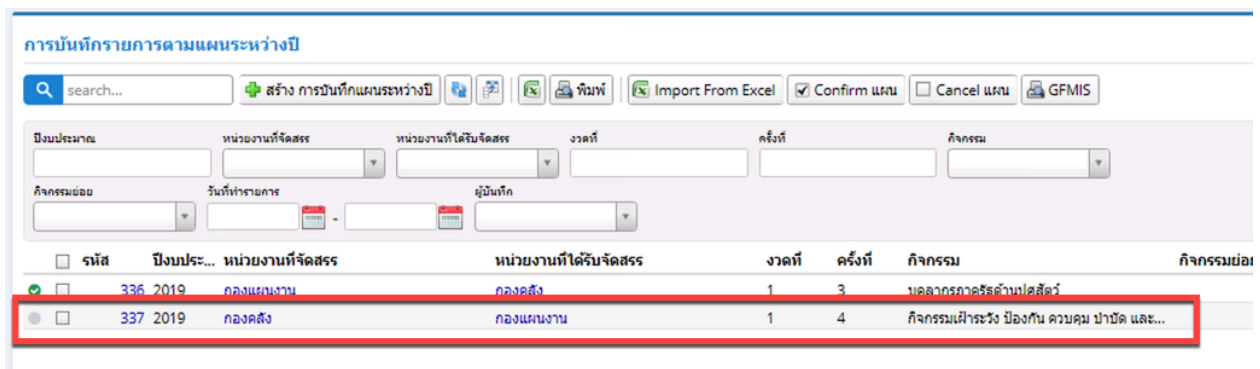 การบันทึกรายการตามแผนระหว่างปี
search... สร้าง การบันทึกแผนระหว่างปี พิมพ์ Import From Excel Confirm แผน Cancel แผน GFMIS
ปีงบประมาณ หน่วยงานที่จัดสรร หน่วยงานที่ได้รับจัดสรร งวดที่ ครั้งที่ กิจกรรม
กิจกรรมย่อย วันที่ทำรายการ ผู้บันทึก
-
รหัส ปีงบประ... หน่วยงานที่จัดสรร หน่วยงานที่ได้รับจัดสรร งวดที่ ครั้งที่ กิจกรรม กิจกรรมย่อย
336 2019 กองแผนงาน กองคลัง 1 3 บุคลากรภาครัฐด้านปศุสัตว์
337 2019 กองคลัง กองแผนงาน 1 4 กิจกรรมเฝ้าระวัง ป้องกัน ควบคุม บำบัด และ...